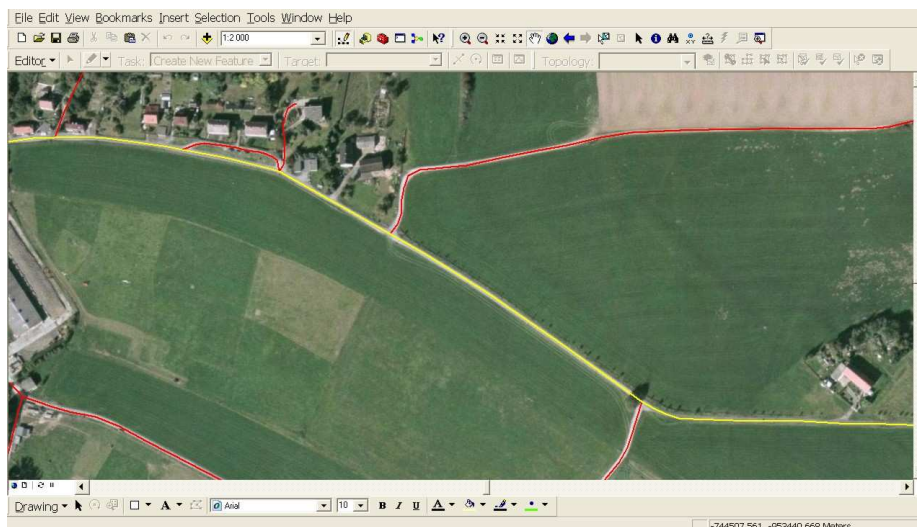 File Edit View Bookmarks Insert Selection Tools Window Help
1:2 000
Editor Task: Create New Feature Target: Topology:
Drawing A Arial 10 B I U A
-744507,561 -953440,668 Meters